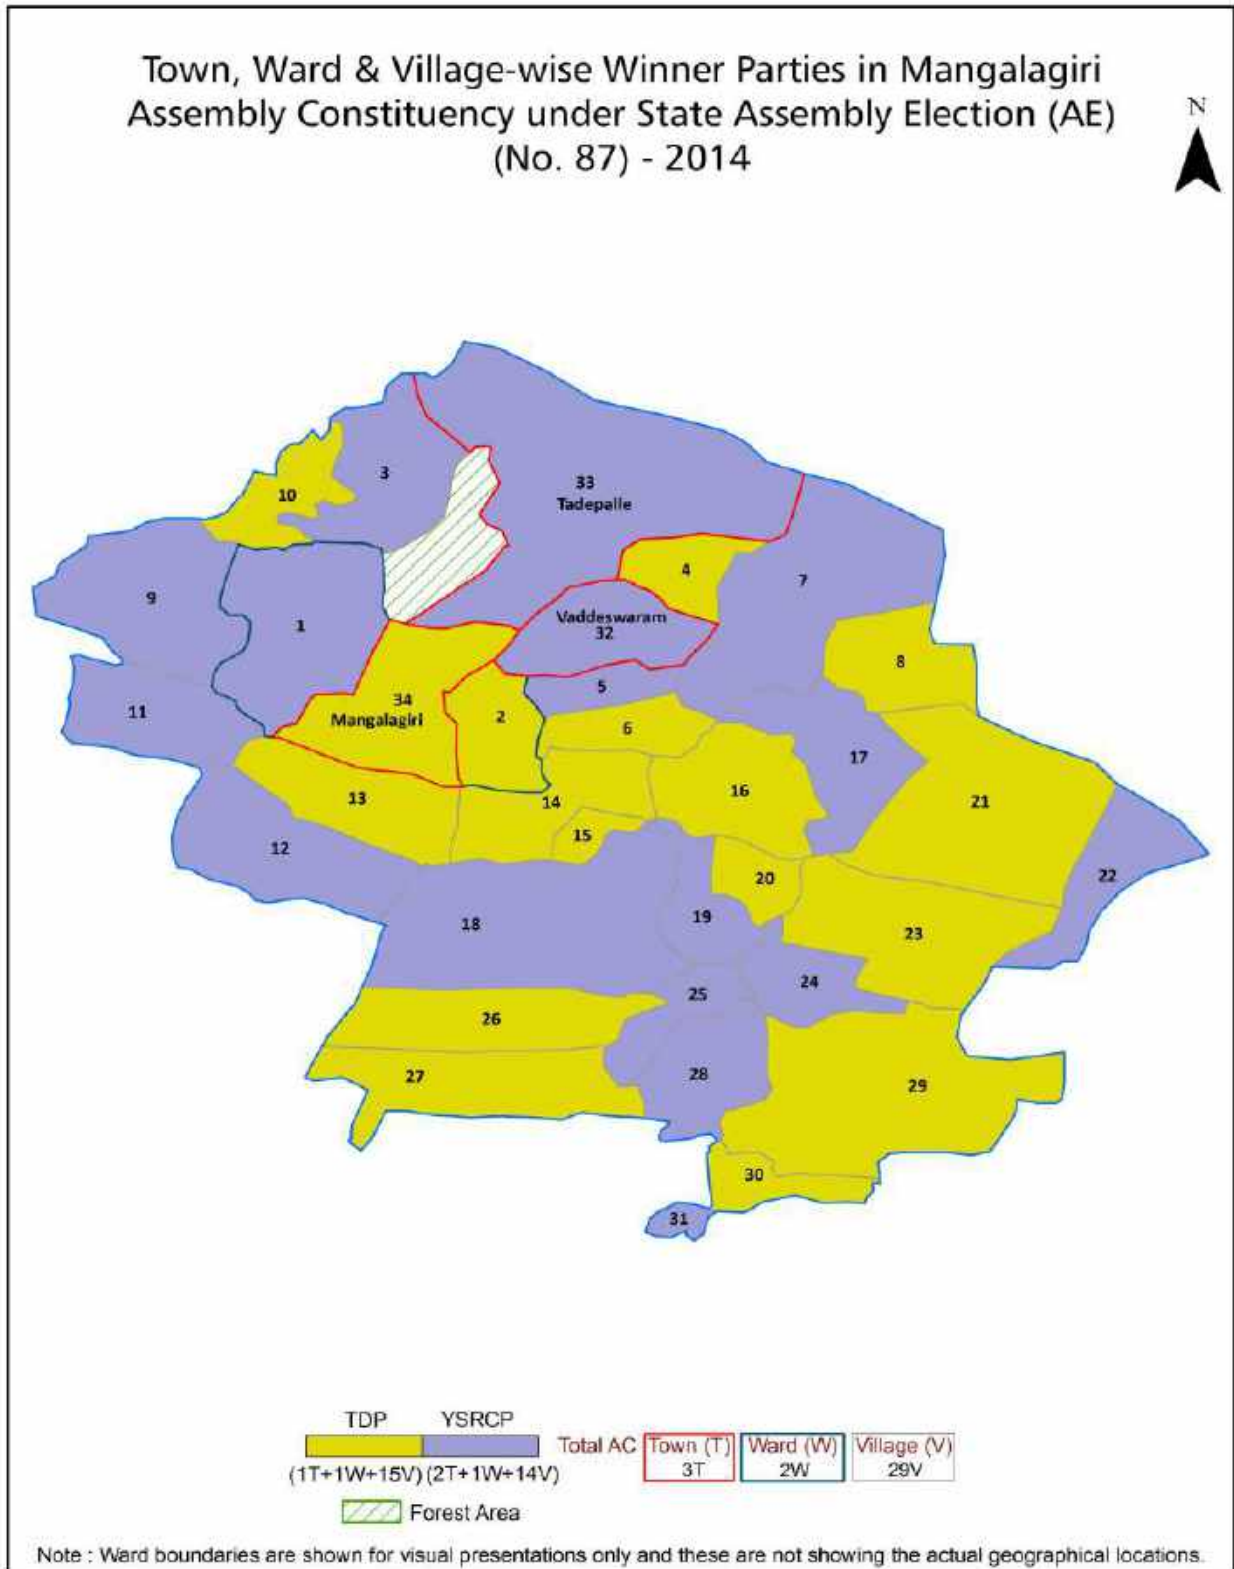 Town, Ward & Village-wise Winner Parties in Mangalagiri
Assembly Constituency under State Assembly Election (AE)
(No. 87) - 2014
N
3
33
Tadepalle
10
4
7
9
1
Vaddeswaram
32
8
5
34
Mangalagiri
2
11
6
17
13
14
16
21
15
12
20
22
19
18
23
24
25
26
27
28
29
30
31
TDP YSRCP
(1T+1W+15V) (2T+1W+14V)
Total AC
Town (T)
3T
Ward (W)
2W
Village (V)
29V
Forest Area
Note : Ward boundaries are shown for visual presentations only and these are not showing the actual geographical locations.